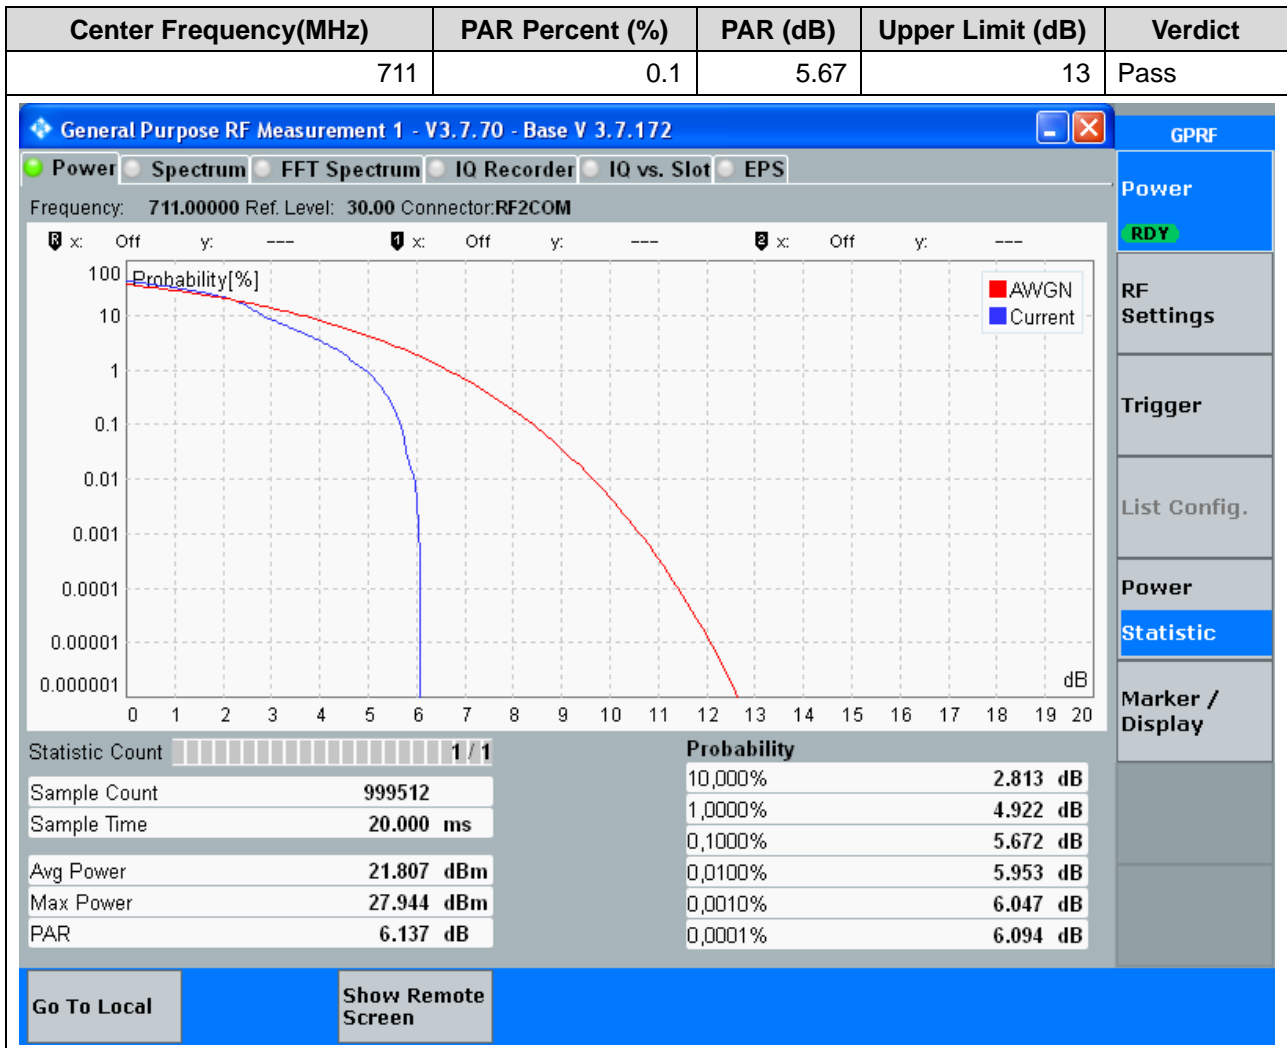 Center Frequency(MHz) PAR Percent (%) PAR (dB) Upper Limit (dB) Verdict
711 0.1 5.67 13 Pass
General Purpose RF Measurement 1 - V3.7.70 - Base V 3.7.172
GPRF
Power Spectrum FFT Spectrum IQ Recorder IQ vs. Slot EPS
Power
RDY
Frequency: 711.00000 Ref. Level: 30.00 Connector:RF2COM
R x: Off y: --- 1 x: Off y: --- 2 x: Off y: ---
Probability[%]
AWGN
Current
100
10
1
0.1
0.01
0.001
0.0001
0.00001
0.000001
dB
0 1 2 3 4 5 6 7 8 9 10 11 12 13 14 15 16 17 18 19 20
RF
Settings
Trigger
List Config.
Power
Statistic
Marker /
Display
Statistic Count 1 / 1
Sample Count 999512
Sample Time 20.000 ms
Avg Power 21.807 dBm
Max Power 27.944 dBm
PAR 6.137 dB
Probability
10,000% 2.813 dB
1,0000% 4.922 dB
0,1000% 5.672 dB
0,0100% 5.953 dB
0,0010% 6.047 dB
0,0001% 6.094 dB
Go To Local
Show Remote
Screen